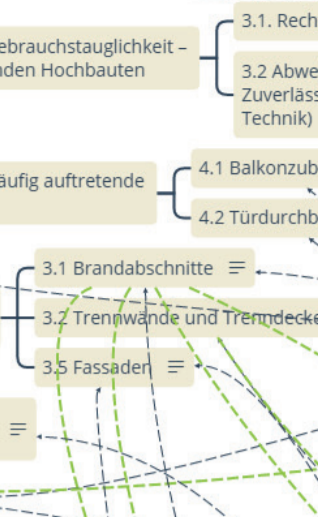 3.1. Rech
ebrauchstauglichkeit –
nden Hochbauten
3.2 Abwe
Zuverläss
Technik)
4.1 Balkonzub
äufig auftretende
4.2 Türdurchb
3.1 Brandabschnitte
3.2 Trennwände und Trenndecke
3.5 Fassaden